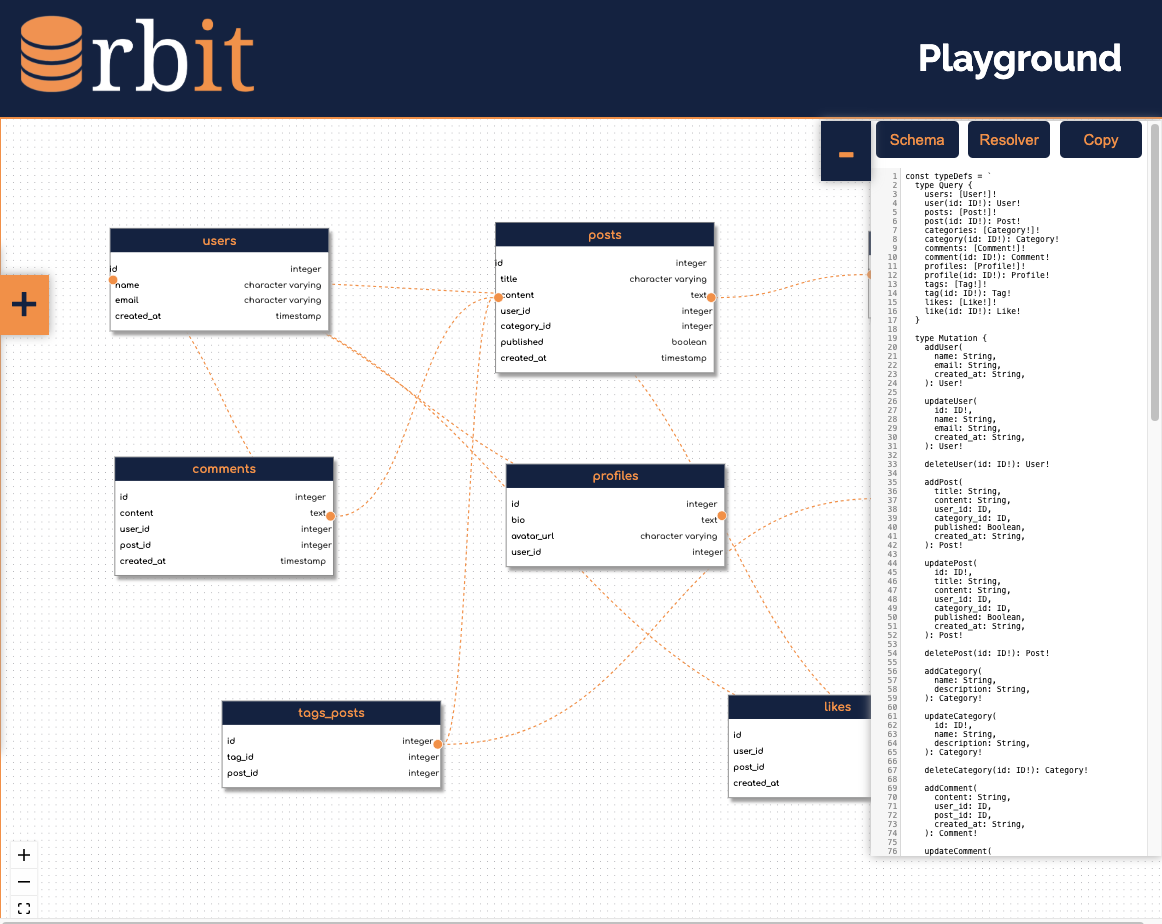 rbit
Playground
Schema
Resolver
Copy
users
id integer
name character varying
email character varying
created_at timestamp
posts
id integer
title character varying
content text
user_id integer
category_id integer
published boolean
created_at timestamp
comments
id integer
content text
user_id integer
post_id integer
created_at timestamp
profiles
id integer
bio text
avatar_url character varying
user_id integer
tags_posts
id integer
tag_id integer
post_id integer
likes
id
user_id
post_id
created_at
1 const typeDefs = `
2 type Query {
3 users: [User!]!
4 user(id: ID!): User!
5 posts: [Post!]!
6 post(id: ID!): Post!
7 categories: [Category!]!
8 category(id: ID!): Category!
9 comments: [Comment!]!
10 comment(id: ID!): Comment!
11 profiles: [Profile!]!
12 profile(id: ID!): Profile!
13 tags: [Tag!]!
14 tag(id: ID!): Tag!
15 likes: [Like!]!
16 like(id: ID!): Like!
17 }
18
19 type Mutation {
20 addUser(
21 name: String,
22 email: String,
23 created_at: String,
24 ): User!
25
26 updateUser(
27 id: ID!,
28 name: String,
29 email: String,
30 created_at: String,
31 ): User!
32
33 deleteUser(id: ID!): User!
34
35 addPost(
36 title: String,
37 content: String,
38 user_id: ID,
39 category_id: ID,
40 published: Boolean,
41 created_at: String,
42 ): Post!
43
44 updatePost(
45 id: ID!,
46 title: String,
47 content: String,
48 user_id: ID,
49 category_id: ID,
50 published: Boolean,
51 created_at: String,
52 ): Post!
53
54 deletePost(id: ID!): Post!
55
56 addCategory(
57 name: String,
58 description: String,
59 ): Category!
60
61 updateCategory(
62 id: ID!,
63 name: String,
64 description: String,
65 ): Category!
66
67 deleteCategory(id: ID!): Category!
68
69 addComment(
70 content: String,
71 user_id: ID,
72 post_id: ID,
73 created_at: String,
74 ): Comment!
75
76 updateComment(